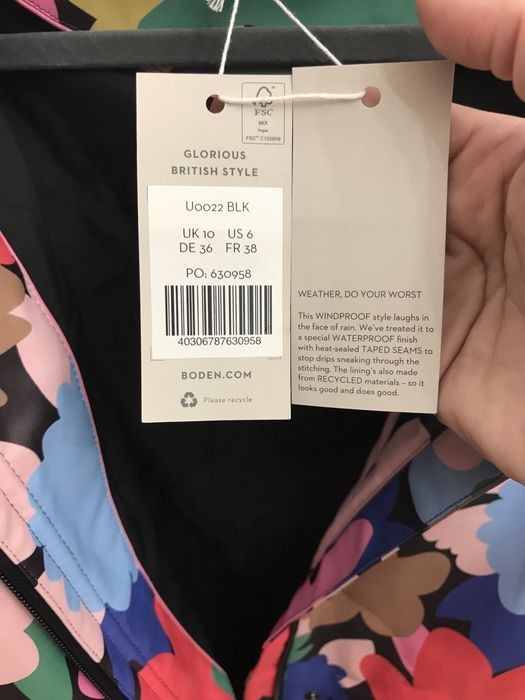 FSC
MIX
Paper
FSC™ C120859
GLORIOUS
BRITISH STYLE
U0022 BLK
UK 10 US 6
DE 36 FR 38
PO: 630958
40306787630958
BODEN.COM
Please recycle
WEATHER, DO YOUR WORST
This WINDPROOF style laughs in
the face of rain. We've treated it to
a special WATERPROOF finish
with heat-sealed TAPED SEAMS to
stop drips sneaking through the
stitching. The lining's also made
from RECYCLED materials – so it
looks good and does good.